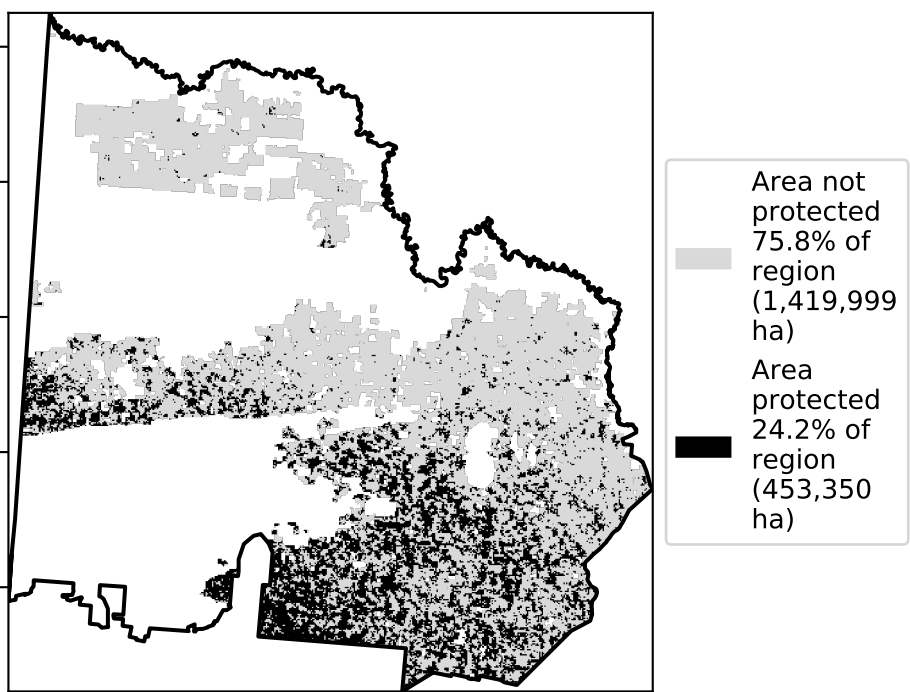 Area not
protected
75.8% of
region
(1,419,999
ha)
Area
protected
24.2% of
region
(453,350
ha)